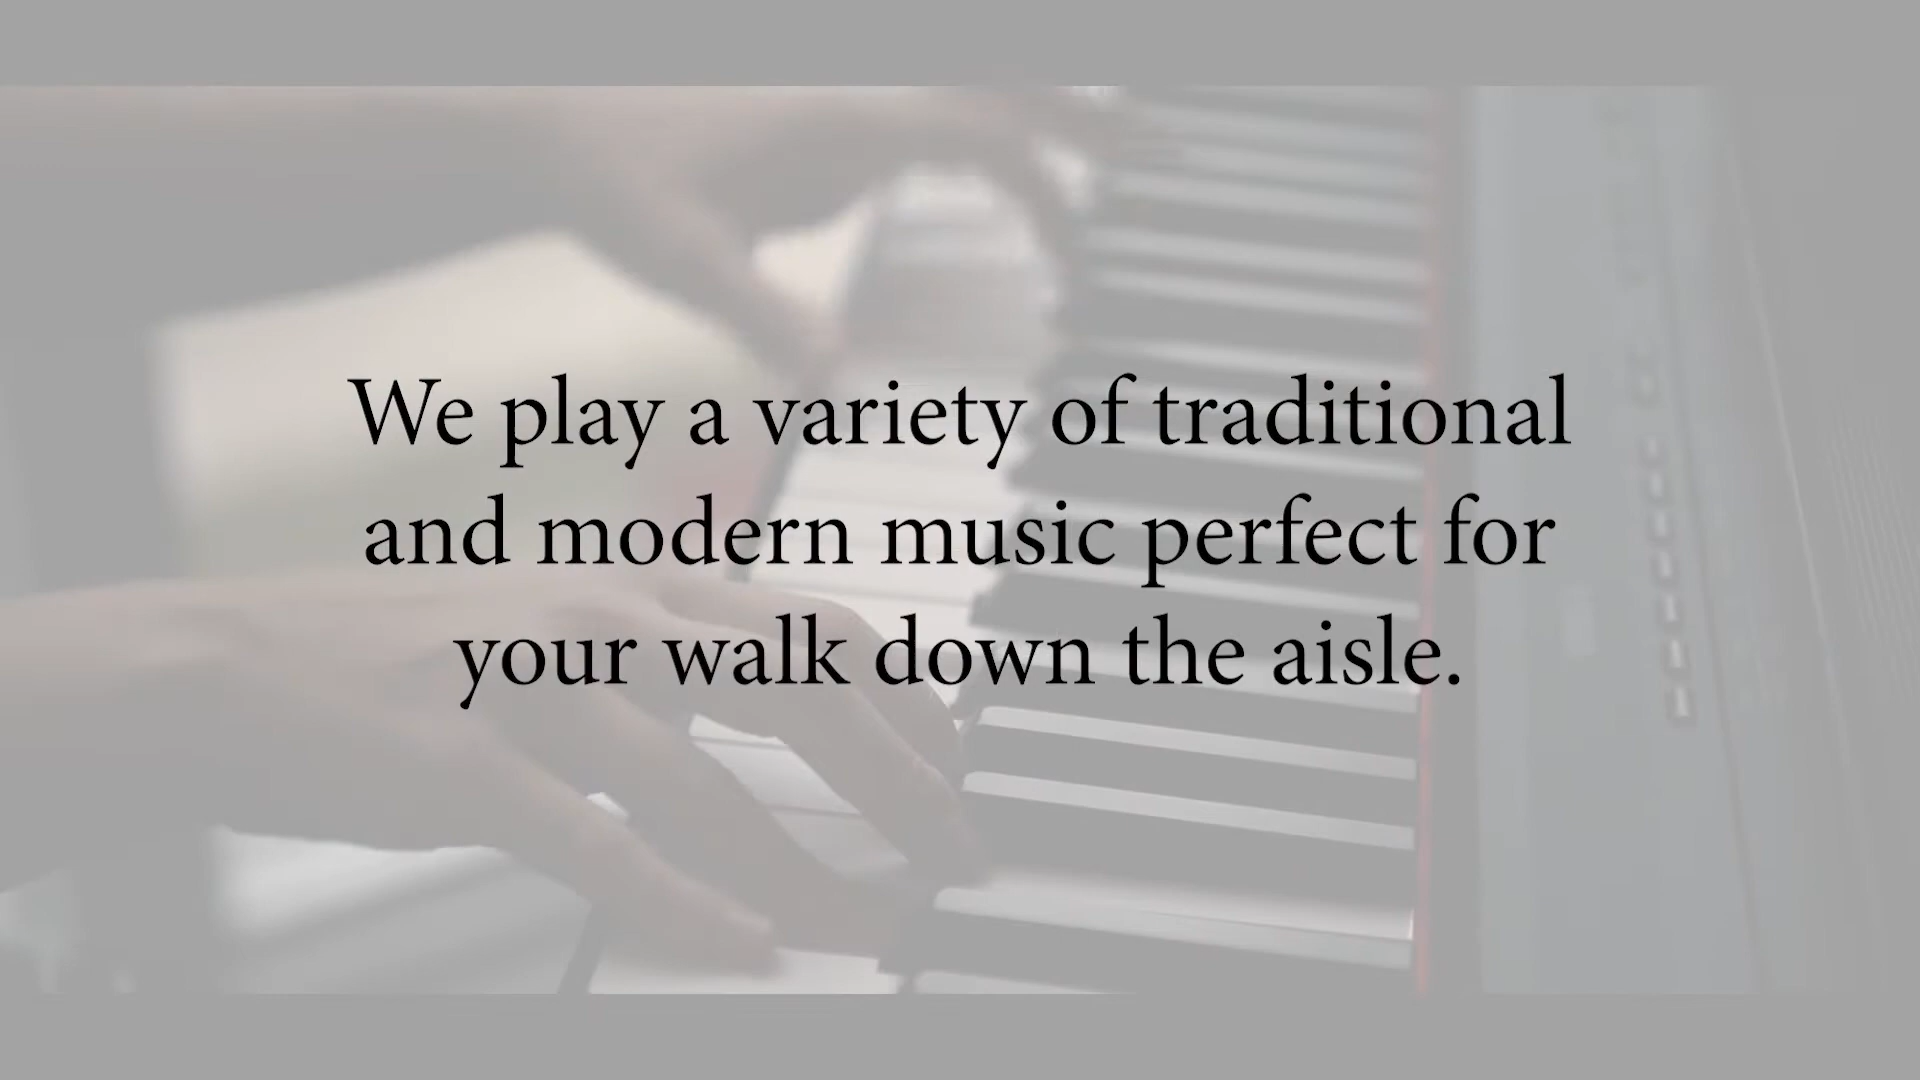 We play a variety of traditional
and modern music perfect for
your walk down the aisle.